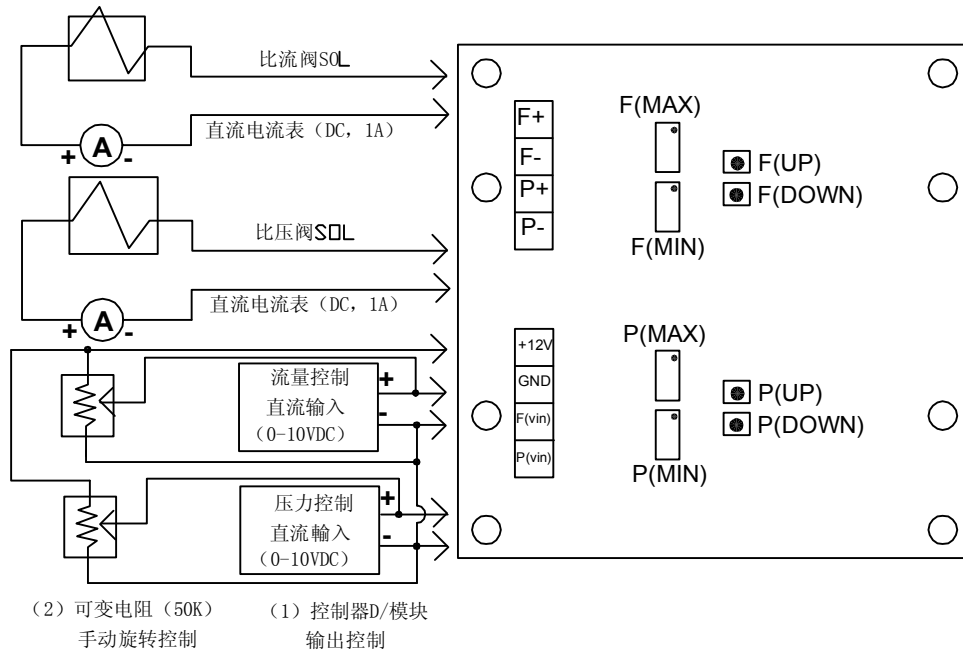 比流阀SOL
直流电流表（DC，1A）
+ A -
比压阀SOL
直流电流表（DC，1A）
+ A -
流量控制
直流输入
（0-10VDC）
+
-
压力控制
直流輸入
（0-10VDC）
+
-
（2）可变电阻（50K）
手动旋转控制
（1）控制器D/模块
输出控制
F+
F-
P+
P-
F(MAX)
F(MIN)
F(UP)
F(DOWN)
+12V
GND
F(vin)
P(vin)
P(MAX)
P(MIN)
P(UP)
P(DOWN)